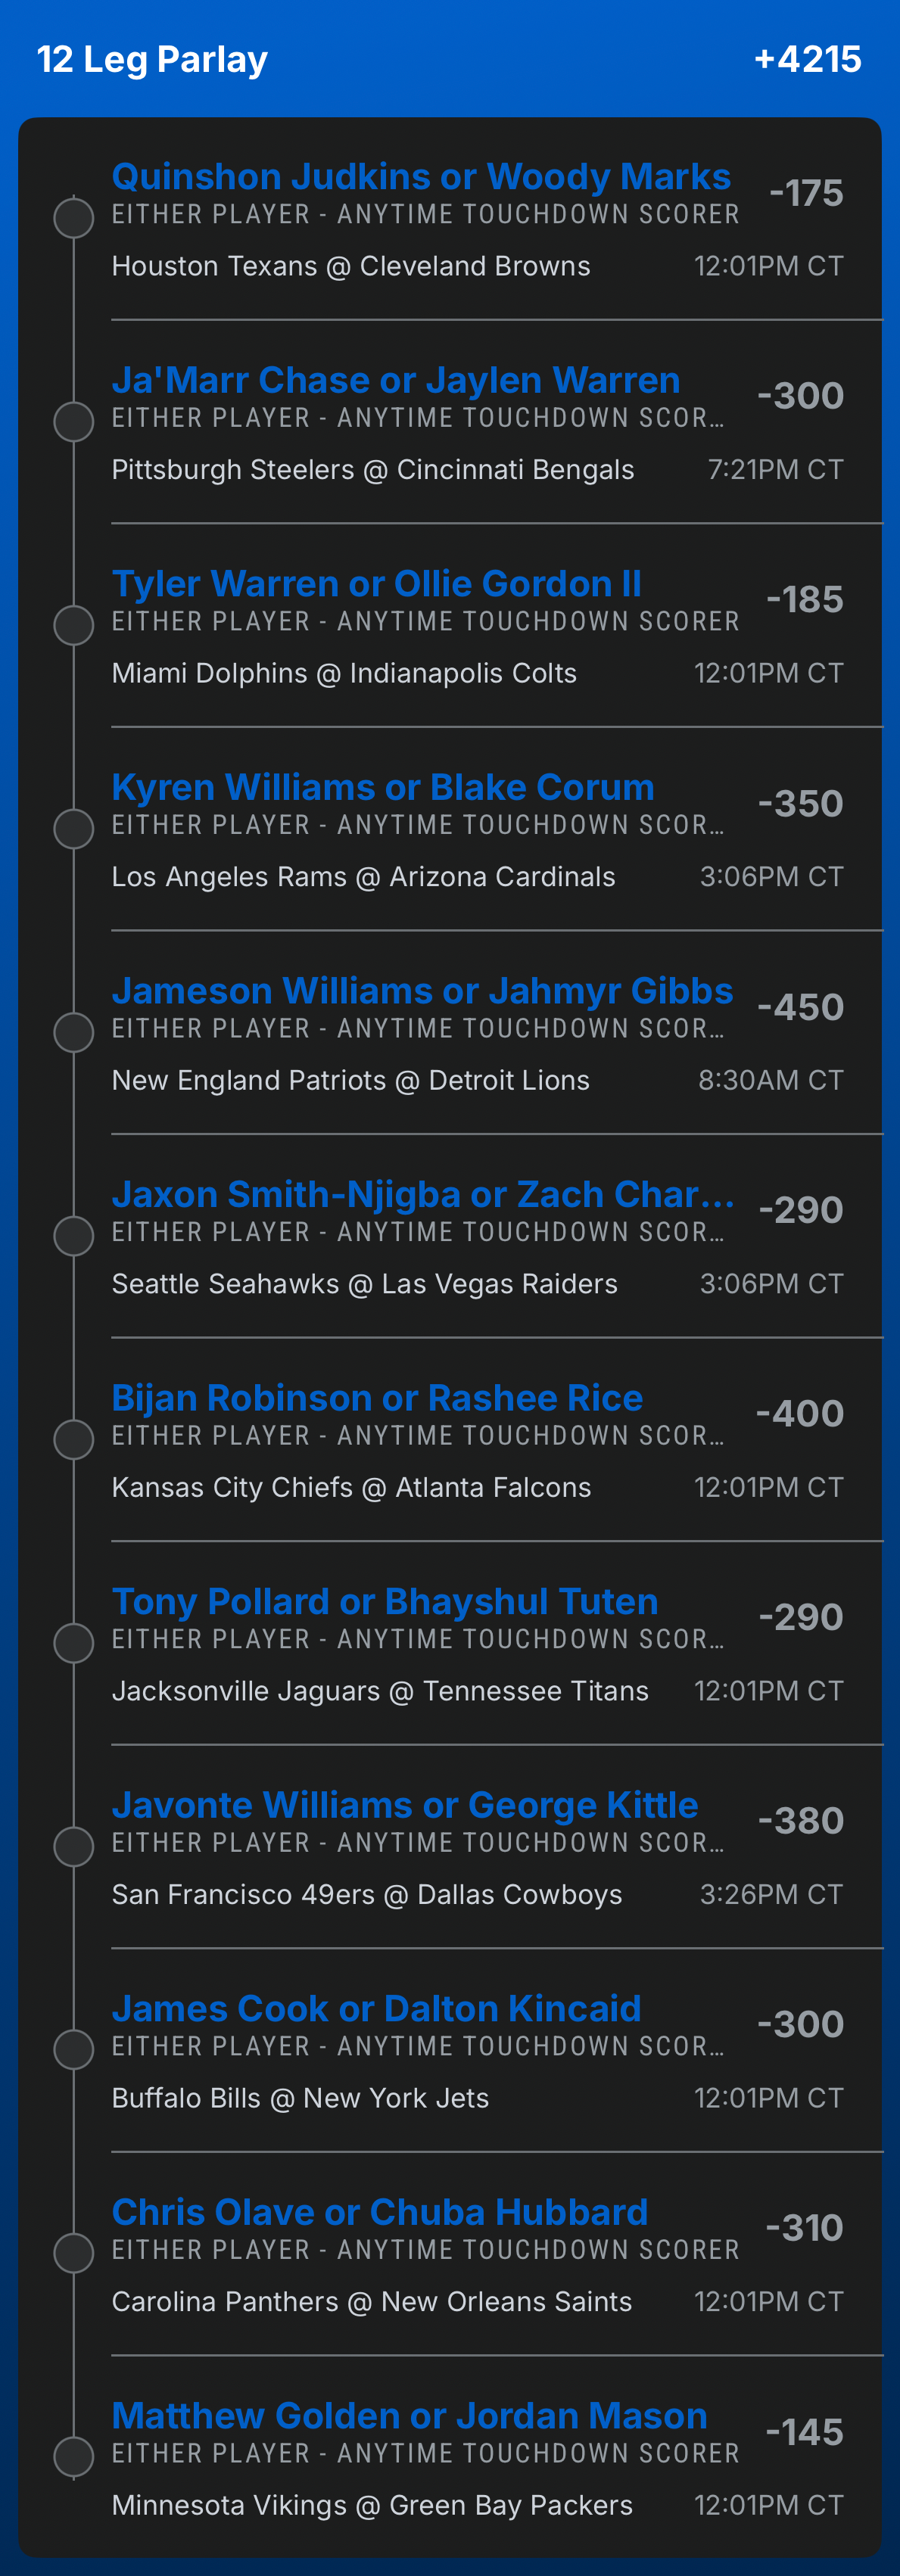 12 Leg Parlay +4215
Quinshon Judkins or Woody Marks -175
EITHER PLAYER - ANYTIME TOUCHDOWN SCORER
Houston Texans @ Cleveland Browns 12:01PM CT
Ja'Marr Chase or Jaylen Warren -300
EITHER PLAYER - ANYTIME TOUCHDOWN SCOR...
Pittsburgh Steelers @ Cincinnati Bengals 7:21PM CT
Tyler Warren or Ollie Gordon II -185
EITHER PLAYER - ANYTIME TOUCHDOWN SCORER
Miami Dolphins @ Indianapolis Colts 12:01PM CT
Kyren Williams or Blake Corum -350
EITHER PLAYER - ANYTIME TOUCHDOWN SCOR...
Los Angeles Rams @ Arizona Cardinals 3:06PM CT
Jameson Williams or Jahmyr Gibbs -450
EITHER PLAYER - ANYTIME TOUCHDOWN SCOR...
New England Patriots @ Detroit Lions 8:30AM CT
Jaxon Smith-Njigba or Zach Char... -290
EITHER PLAYER - ANYTIME TOUCHDOWN SCOR...
Seattle Seahawks @ Las Vegas Raiders 3:06PM CT
Bijan Robinson or Rashee Rice -400
EITHER PLAYER - ANYTIME TOUCHDOWN SCOR...
Kansas City Chiefs @ Atlanta Falcons 12:01PM CT
Tony Pollard or Bhayshul Tuten -290
EITHER PLAYER - ANYTIME TOUCHDOWN SCOR...
Jacksonville Jaguars @ Tennessee Titans 12:01PM CT
Javonte Williams or George Kittle -380
EITHER PLAYER - ANYTIME TOUCHDOWN SCOR...
San Francisco 49ers @ Dallas Cowboys 3:26PM CT
James Cook or Dalton Kincaid -300
EITHER PLAYER - ANYTIME TOUCHDOWN SCOR...
Buffalo Bills @ New York Jets 12:01PM CT
Chris Olave or Chuba Hubbard -310
EITHER PLAYER - ANYTIME TOUCHDOWN SCORER
Carolina Panthers @ New Orleans Saints 12:01PM CT
Matthew Golden or Jordan Mason -145
EITHER PLAYER - ANYTIME TOUCHDOWN SCORER
Minnesota Vikings @ Green Bay Packers 12:01PM CT